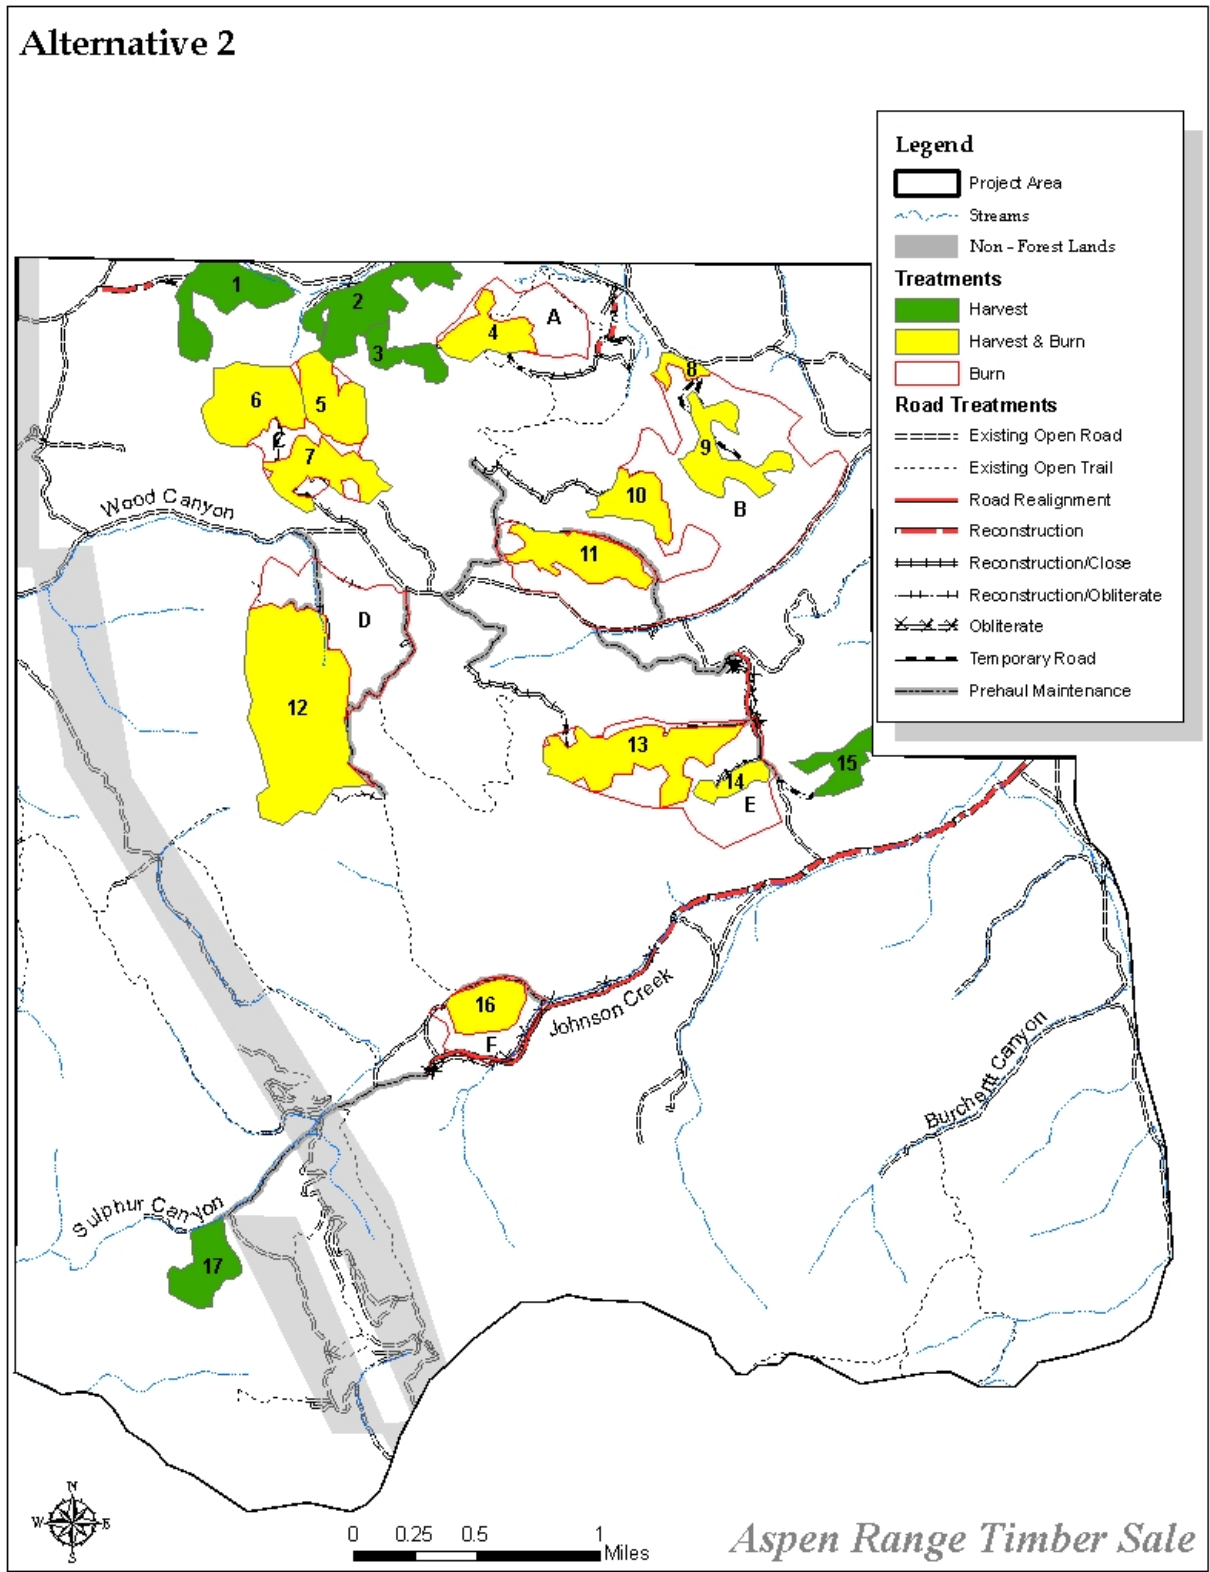 Alternative 2
Legend
Project Area
Streams
Non - Forest Lands
Treatments
Harvest
Harvest & Burn
Burn
Road Treatments
Existing Open Road
Existing Open Trail
Road Realignment
Reconstruction
Reconstruction/Close
Reconstruction/Obliterate
Obliterate
Temporary Road
Prehaul Maintenance
1
2
3
4
A
8
6
5
C
7
9
10
B
Wood Canyon
11
D
12
13
14
15
E
16
F
Johnson Creek
Burchertt Canyon
Sulphur Canyon
17
N
W
E
S
0
0.25
0.5
1
Miles
Aspen Range Timber Sale